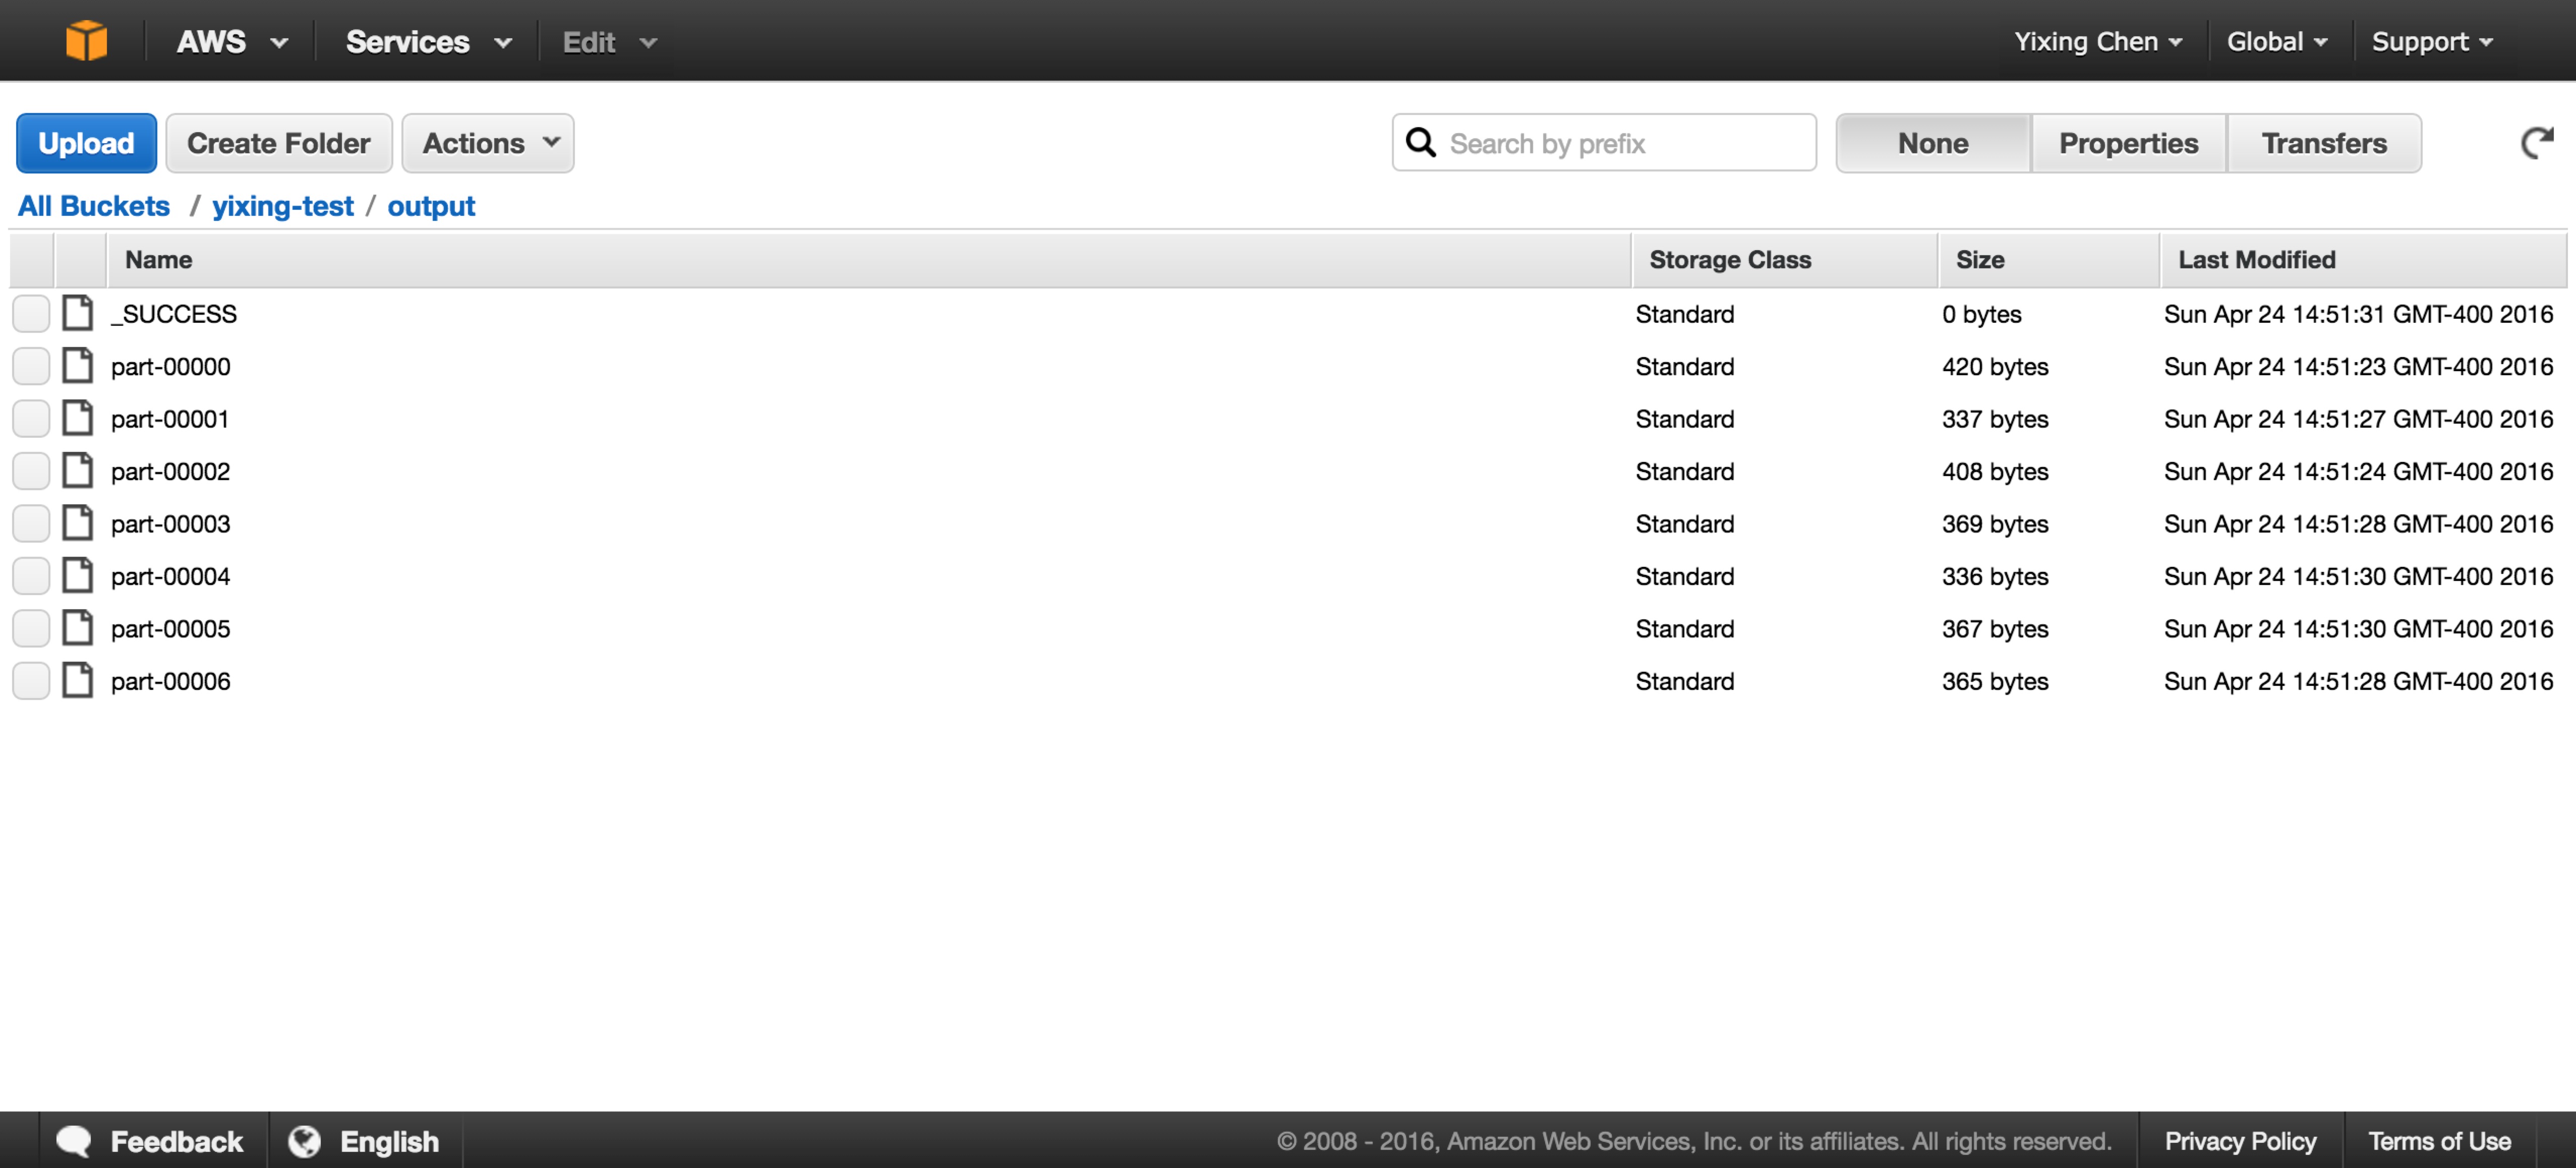 AWS Services Edit Yixing Chen Global Support
Upload Create Folder Actions Search by prefix None Properties Transfers
All Buckets / yixing-test / output
Name Storage Class Size Last Modified
_SUCCESS Standard 0 bytes Sun Apr 24 14:51:31 GMT-400 2016
part-00000 Standard 420 bytes Sun Apr 24 14:51:23 GMT-400 2016
part-00001 Standard 337 bytes Sun Apr 24 14:51:27 GMT-400 2016
part-00002 Standard 408 bytes Sun Apr 24 14:51:24 GMT-400 2016
part-00003 Standard 369 bytes Sun Apr 24 14:51:28 GMT-400 2016
part-00004 Standard 336 bytes Sun Apr 24 14:51:30 GMT-400 2016
part-00005 Standard 367 bytes Sun Apr 24 14:51:30 GMT-400 2016
part-00006 Standard 365 bytes Sun Apr 24 14:51:28 GMT-400 2016
Feedback English © 2008 - 2016, Amazon Web Services, Inc. or its affiliates. All rights reserved. Privacy Policy Terms of Use